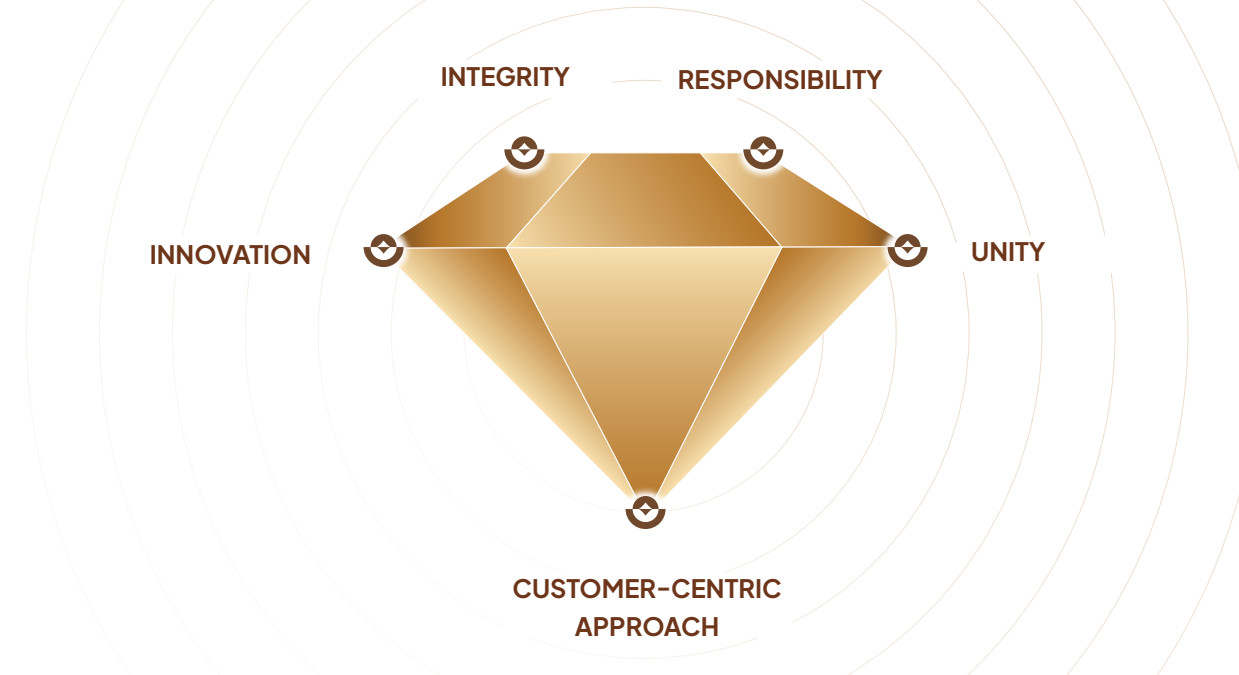 INTEGRITY
RESPONSIBILITY
INNOVATION
UNITY
CUSTOMER-CENTRIC
APPROACH